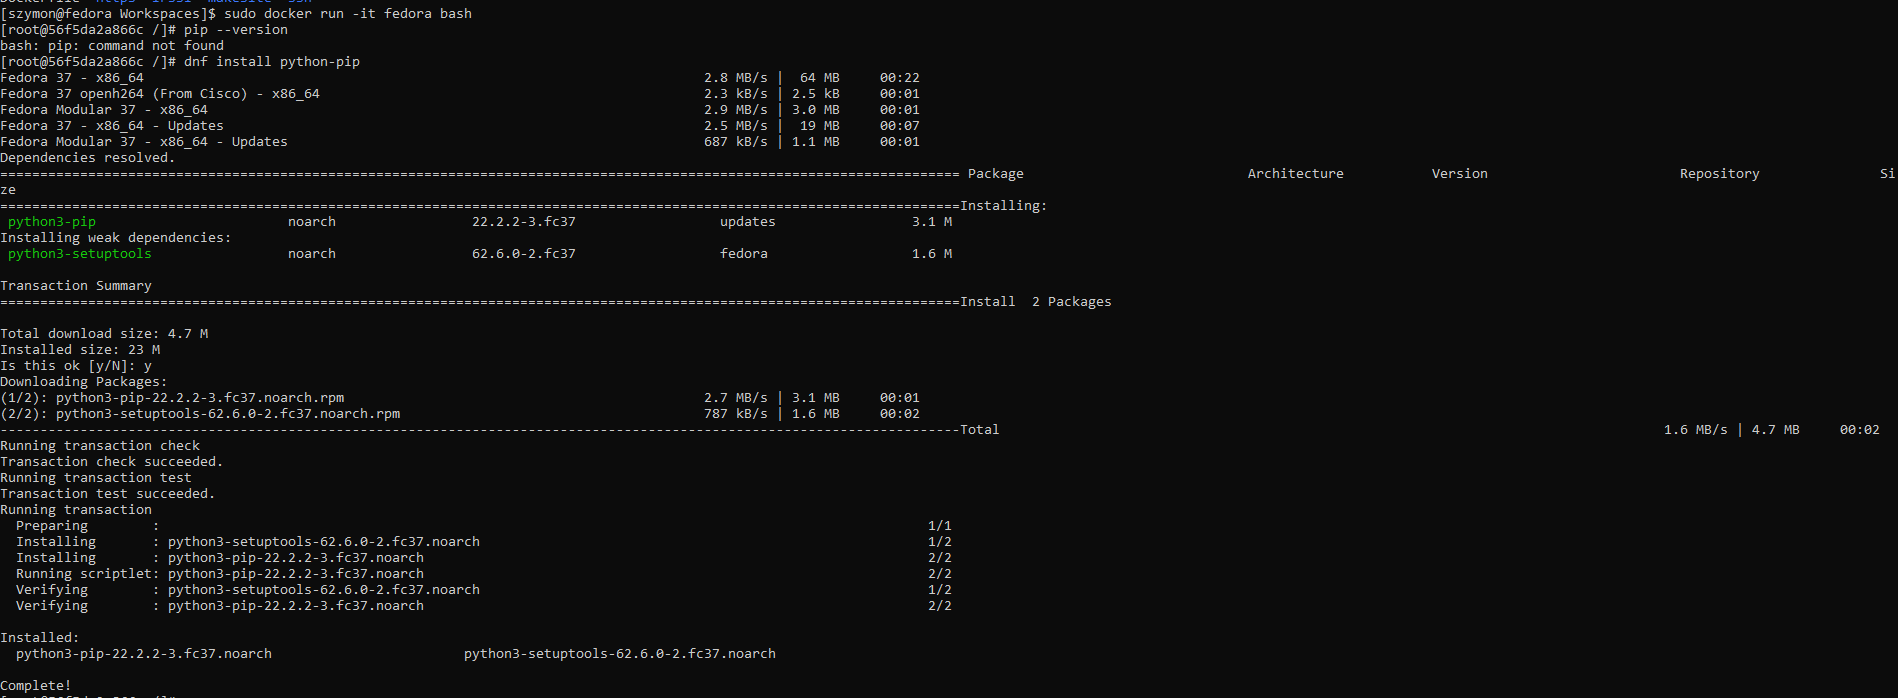 [szymon@fedora Workspaces]$ sudo docker run -it fedora bash
[root@56f5da2a866c /]# pip --version
bash: pip: command not found
[root@56f5da2a866c /]# dnf install python-pip
Fedora 37 - x86_64 2.8 MB/s | 64 MB 00:22
Fedora 37 openh264 (From Cisco) - x86_64 2.3 kB/s | 2.5 kB 00:01
Fedora Modular 37 - x86_64 2.9 MB/s | 3.0 MB 00:01
Fedora 37 - x86_64 - Updates 2.5 MB/s | 19 MB 00:07
Fedora Modular 37 - x86_64 - Updates 687 kB/s | 1.1 MB 00:01
Dependencies resolved.
======================================================================================================================== Package Architecture Version Repository Si
ze
========================================================================================================================Installing:
python3-pip noarch 22.2.2-3.fc37 updates 3.1 M
Installing weak dependencies:
python3-setuptools noarch 62.6.0-2.fc37 fedora 1.6 M
Transaction Summary
========================================================================================================================Install 2 Packages
Total download size: 4.7 M
Installed size: 23 M
Is this ok [y/N]: y
Downloading Packages:
(1/2): python3-pip-22.2.2-3.fc37.noarch.rpm 2.7 MB/s | 3.1 MB 00:01
(2/2): python3-setuptools-62.6.0-2.fc37.noarch.rpm 787 kB/s | 1.6 MB 00:02
------------------------------------------------------------------------------------------------------------------------Total 1.6 MB/s | 4.7 MB 00:02
Running transaction check
Transaction check succeeded.
Running transaction test
Transaction test succeeded.
Running transaction
Preparing : 1/1
Installing : python3-setuptools-62.6.0-2.fc37.noarch 1/2
Installing : python3-pip-22.2.2-3.fc37.noarch 2/2
Running scriptlet: python3-pip-22.2.2-3.fc37.noarch 2/2
Verifying : python3-setuptools-62.6.0-2.fc37.noarch 1/2
Verifying : python3-pip-22.2.2-3.fc37.noarch 2/2
Installed:
python3-pip-22.2.2-3.fc37.noarch python3-setuptools-62.6.0-2.fc37.noarch
Complete!